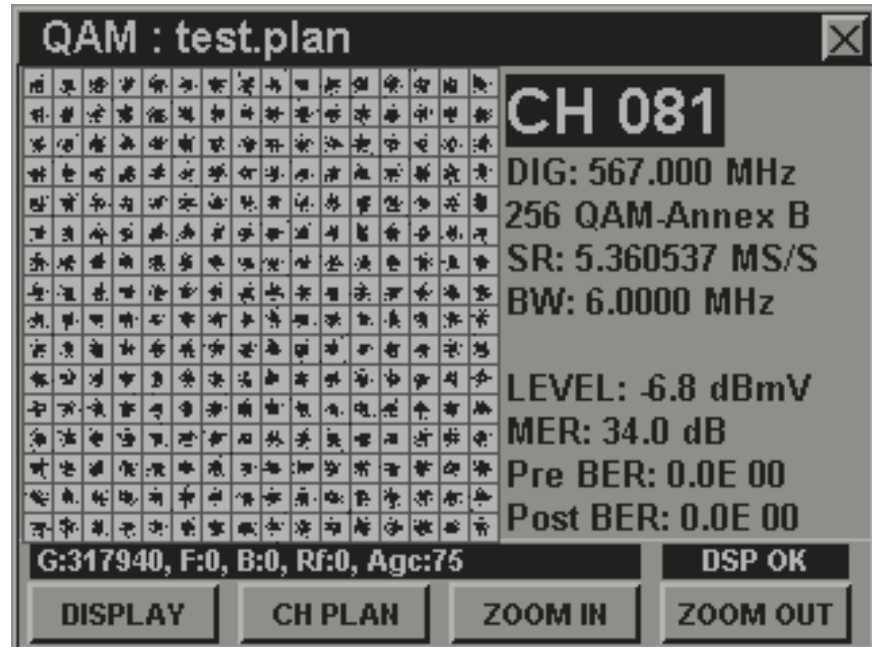 QAM : test.plan
CH 081
DIG: 567.000 MHz
256 QAM-Annex B
SR: 5.360537 MS/S
BW: 6.0000 MHz
LEVEL: -6.8 dBmV
MER: 34.0 dB
Pre BER: 0.0E 00
Post BER: 0.0E 00
G:317940, F:0, B:0, Rf:0, Agc:75
DSP OK
DISPLAY
CH PLAN
ZOOM IN
ZOOM OUT